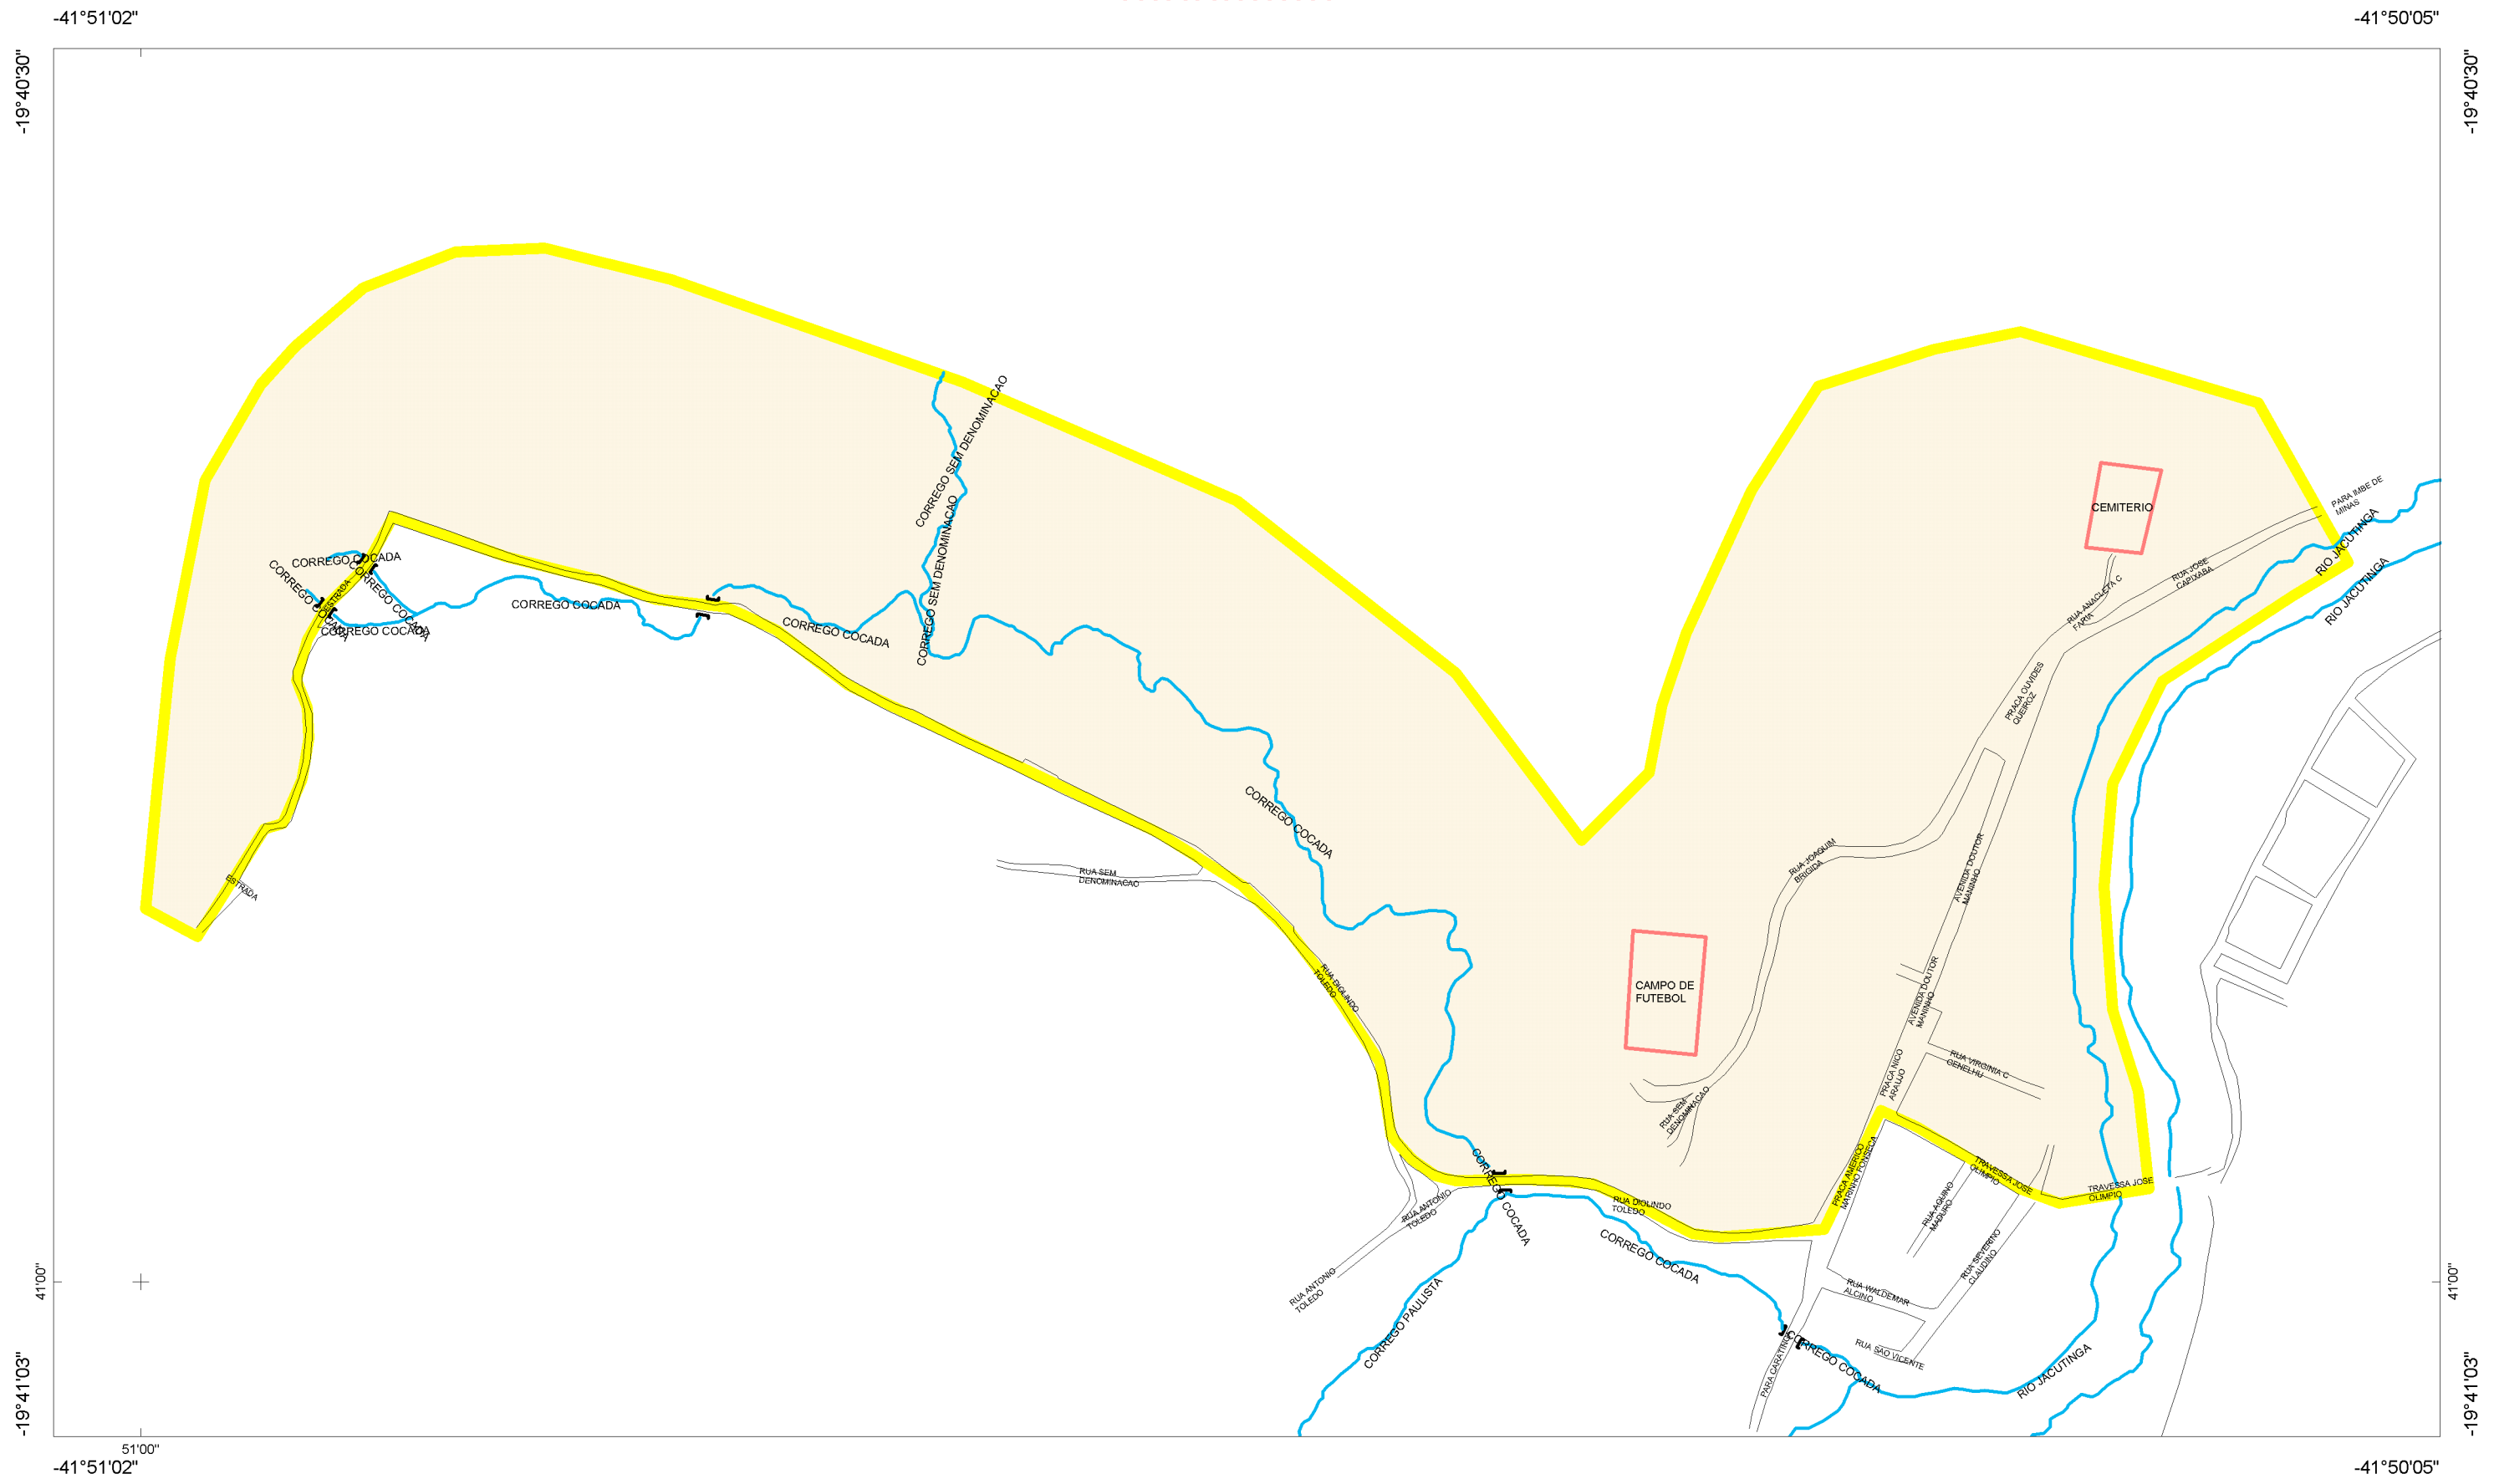 -41°51'02"
-41°50'05"
-19°40'30"
-19°40'30"
CORREGO SEM DENOMINACAO
CORREGO SEM DENOMINACAO
PARA IMBE DE
MINAS
CEMITERIO
RIO JACUTINGA
RIO JACUTINGA
CORREGO COCADA
CORREGO COCADA
CORREGO COCADA
ESTRADA
CORREGO COCADA
CORREGO COCADA
CORREGO COCADA
RUA JOSE
CAPIXABA
RUA ANACLETA C
FARIA
PRACA OUVIDES
QUEIROZ
CORREGO COCADA
RUA JOAQUIM
BRIGIDA
AVENIDA DOUTOR
MANINHO
RUA SEM
DENOMINACAO
ESTRADA
RUA DIOLINDO
TOLEDO
CAMPO DE
FUTEBOL
AVENIDA DOUTOR
MANINHO
PRACA NICO
ARAUJO
RUA VIRGINIA C
GENELHU
RUA SEM
DENOMINACAO
CORREGO COCADA
PRACA AMERICO
MARINHO FONSECA
TRAVESSA JOSE
OLIMPIO
TRAVESSA JOSE
OLIMPIO
RUA ANTONIO
TOLEDO
RUA DIOLINDO
TOLEDO
RUA AQUINO
MADURO
RUA SEVERINO
CLAUDINO
CORREGO COCADA
RUA ANTONIO
TOLEDO
RUA WALDEMAR
ALCINO
41'00"
41'00"
CORREGO PAULISTA
PARA CARATINGA
CORREGO COCADA
RUA SAO VICENTE
RIO JACUTINGA
-19°41'03"
-19°41'03"
51'00"
-41°51'02"
-41°50'05"